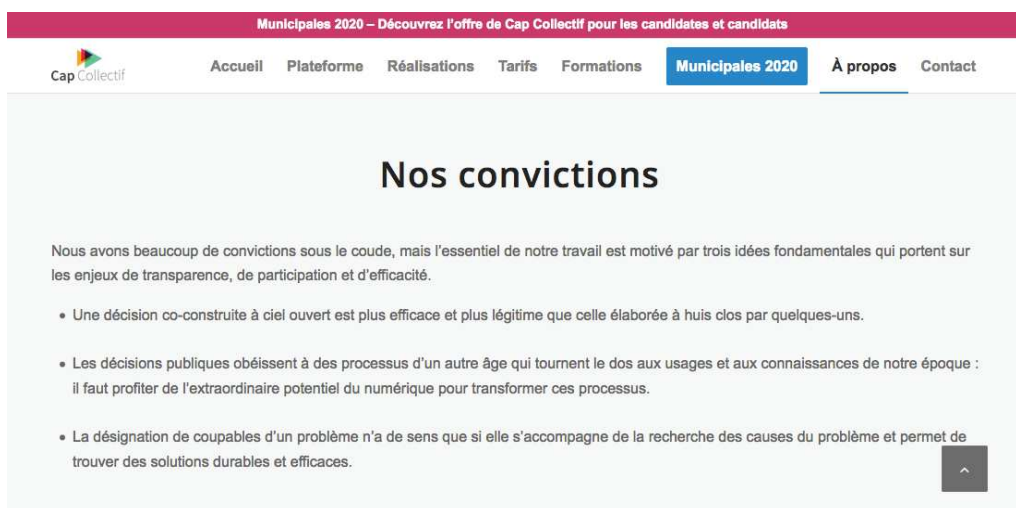 Municipales 2020 – Découvrez l'offre de Cap Collectif pour les candidates et candidats
Cap Collectif
Accueil Plateforme Réalisations Tarifs Formations Municipales 2020 À propos Contact
Nos convictions
Nous avons beaucoup de convictions sous le coude, mais l'essentiel de notre travail est motivé par trois idées fondamentales qui portent sur
les enjeux de transparence, de participation et d'efficacité.
• Une décision co-construite à ciel ouvert est plus efficace et plus légitime que celle élaborée à huis clos par quelques-uns.
• Les décisions publiques obéissent à des processus d'un autre âge qui tournent le dos aux usages et aux connaissances de notre époque :
il faut profiter de l'extraordinaire potentiel du numérique pour transformer ces processus.
• La désignation de coupables d'un problème n'a de sens que si elle s'accompagne de la recherche des causes du problème et permet de
trouver des solutions durables et efficaces.